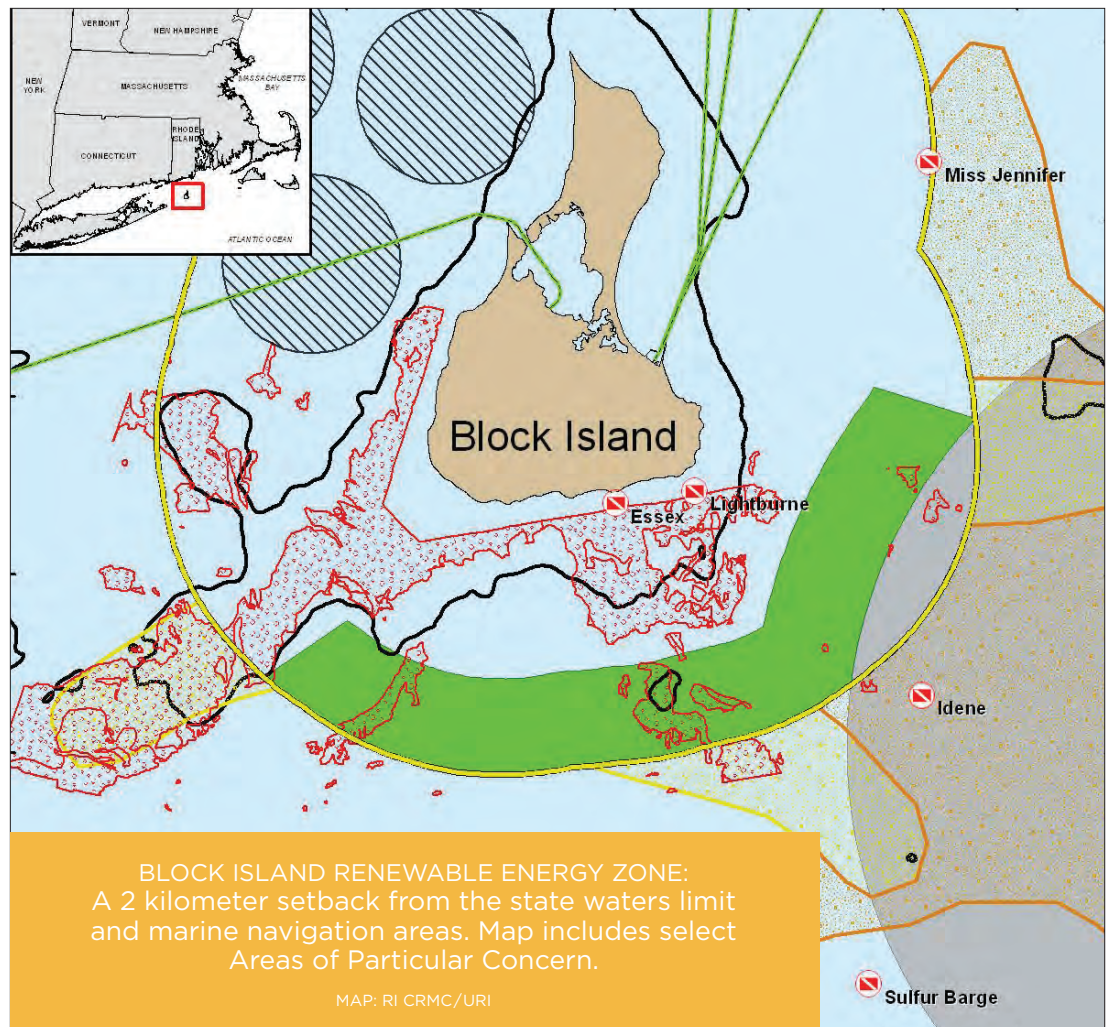 VERMONT
NEW HAMPSHIRE
NEW
YORK
MASSACHUSETTS
MASSACHUSETTS
BAY
RHODE
ISLAND
CONNECTICUT
ATLANTIC OCEAN
Miss Jennifer
Block Island
Essex
Lightburne
Idene
Sulfur Barge
BLOCK ISLAND RENEWABLE ENERGY ZONE:
A 2 kilometer setback from the state waters limit
and marine navigation areas. Map includes select
Areas of Particular Concern.
MAP: RI CRMC/URI